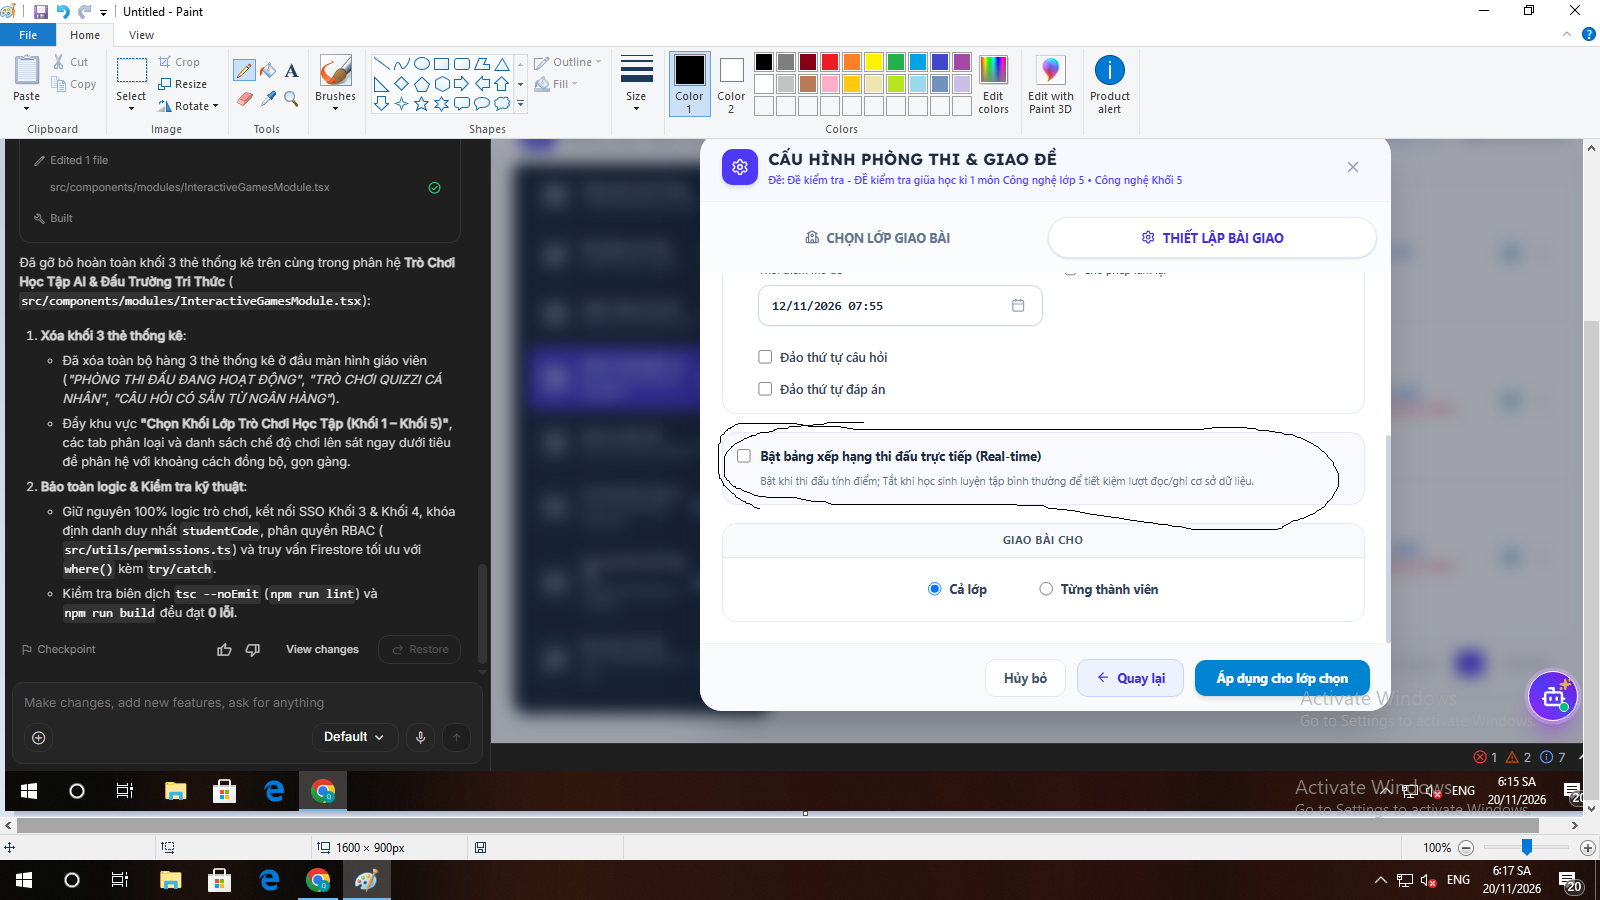 Untitled - Paint
File
Home
View
Paste
Cut
Copy
Clipboard
Select
Crop
Resize
Rotate
Image
Tools
Brushes
Outline
Fill
Shapes
Size
Color 1
Color 2
Edit colors
Edit with Paint 3D
Product alert
Colors
Edited 1 file
src/components/modules/InteractiveGamesModule.tsx
Built
Đã gỡ bỏ hoàn toàn khối 3 thẻ thống kê trên cùng trong phân hệ Trò Chơi
Học Tập AI & Đấu Trường Tri Thức (
src/components/modules/InteractiveGamesModule.tsx):
1. Xóa khối 3 thẻ thống kê:
Đã xóa toàn bộ hàng 3 thẻ thống kê ở đầu màn hình giáo viên
("PHÒNG THI ĐẤU ĐANG HOẠT ĐỘNG", "TRÒ CHƠI QUIZZI CÁ
NHÂN", "CÂU HỎI CÓ SẴN TỪ NGÂN HÀNG").
Đẩy khu vực "Chọn Khối Lớp Trò Chơi Học Tập (Khối 1 – Khối 5)",
các tab phân loại và danh sách chế độ chơi lên sát ngay dưới tiêu
đề phân hệ với khoảng cách đồng bộ, gọn gàng.
2. Bảo toàn logic & Kiểm tra kỹ thuật:
Giữ nguyên 100% logic trò chơi, kết nối SSO Khối 3 & Khối 4, khóa
định danh duy nhất studentCode, phân quyền RBAC (
src/utils/permissions.ts) và truy vấn Firestore tối ưu với
where() kèm try/catch.
Kiểm tra biên dịch tsc --noEmit (npm run lint) và
npm run build đều đạt 0 lỗi.
Checkpoint
View changes
Restore
Make changes, add new features, ask for anything
Default
CẤU HÌNH PHÒNG THI & GIAO ĐỀ
Đề: Đề kiểm tra - ĐỀ kiểm tra giũa học kì 1 môn Công nghệ lớp 5 • Công nghệ Khối 5
CHỌN LỚP GIAO BÀI
THIẾT LẬP BÀI GIAO
12/11/2026 07:55
Đảo thứ tự câu hỏi
Đảo thứ tự đáp án
Bật bảng xếp hạng thi đấu trực tiếp (Real-time)
Bật khi thi đấu tính điểm; Tắt khi học sinh luyện tập bình thường để tiết kiệm lượt đọc/ghi cơ sở dữ liệu.
GIAO BÀI CHO
Cả lớp
Từng thành viên
Hủy bỏ
Quay lại
Áp dụng cho lớp chọn
Activate Windows
Go to Settings to activate Windows.
1
2
7
Activate Windows
Go to Settings to activate Windows.
ENG
6:15 SA
20/11/2026
20
1600 × 900px
100%
ENG
6:17 SA
20/11/2026
20